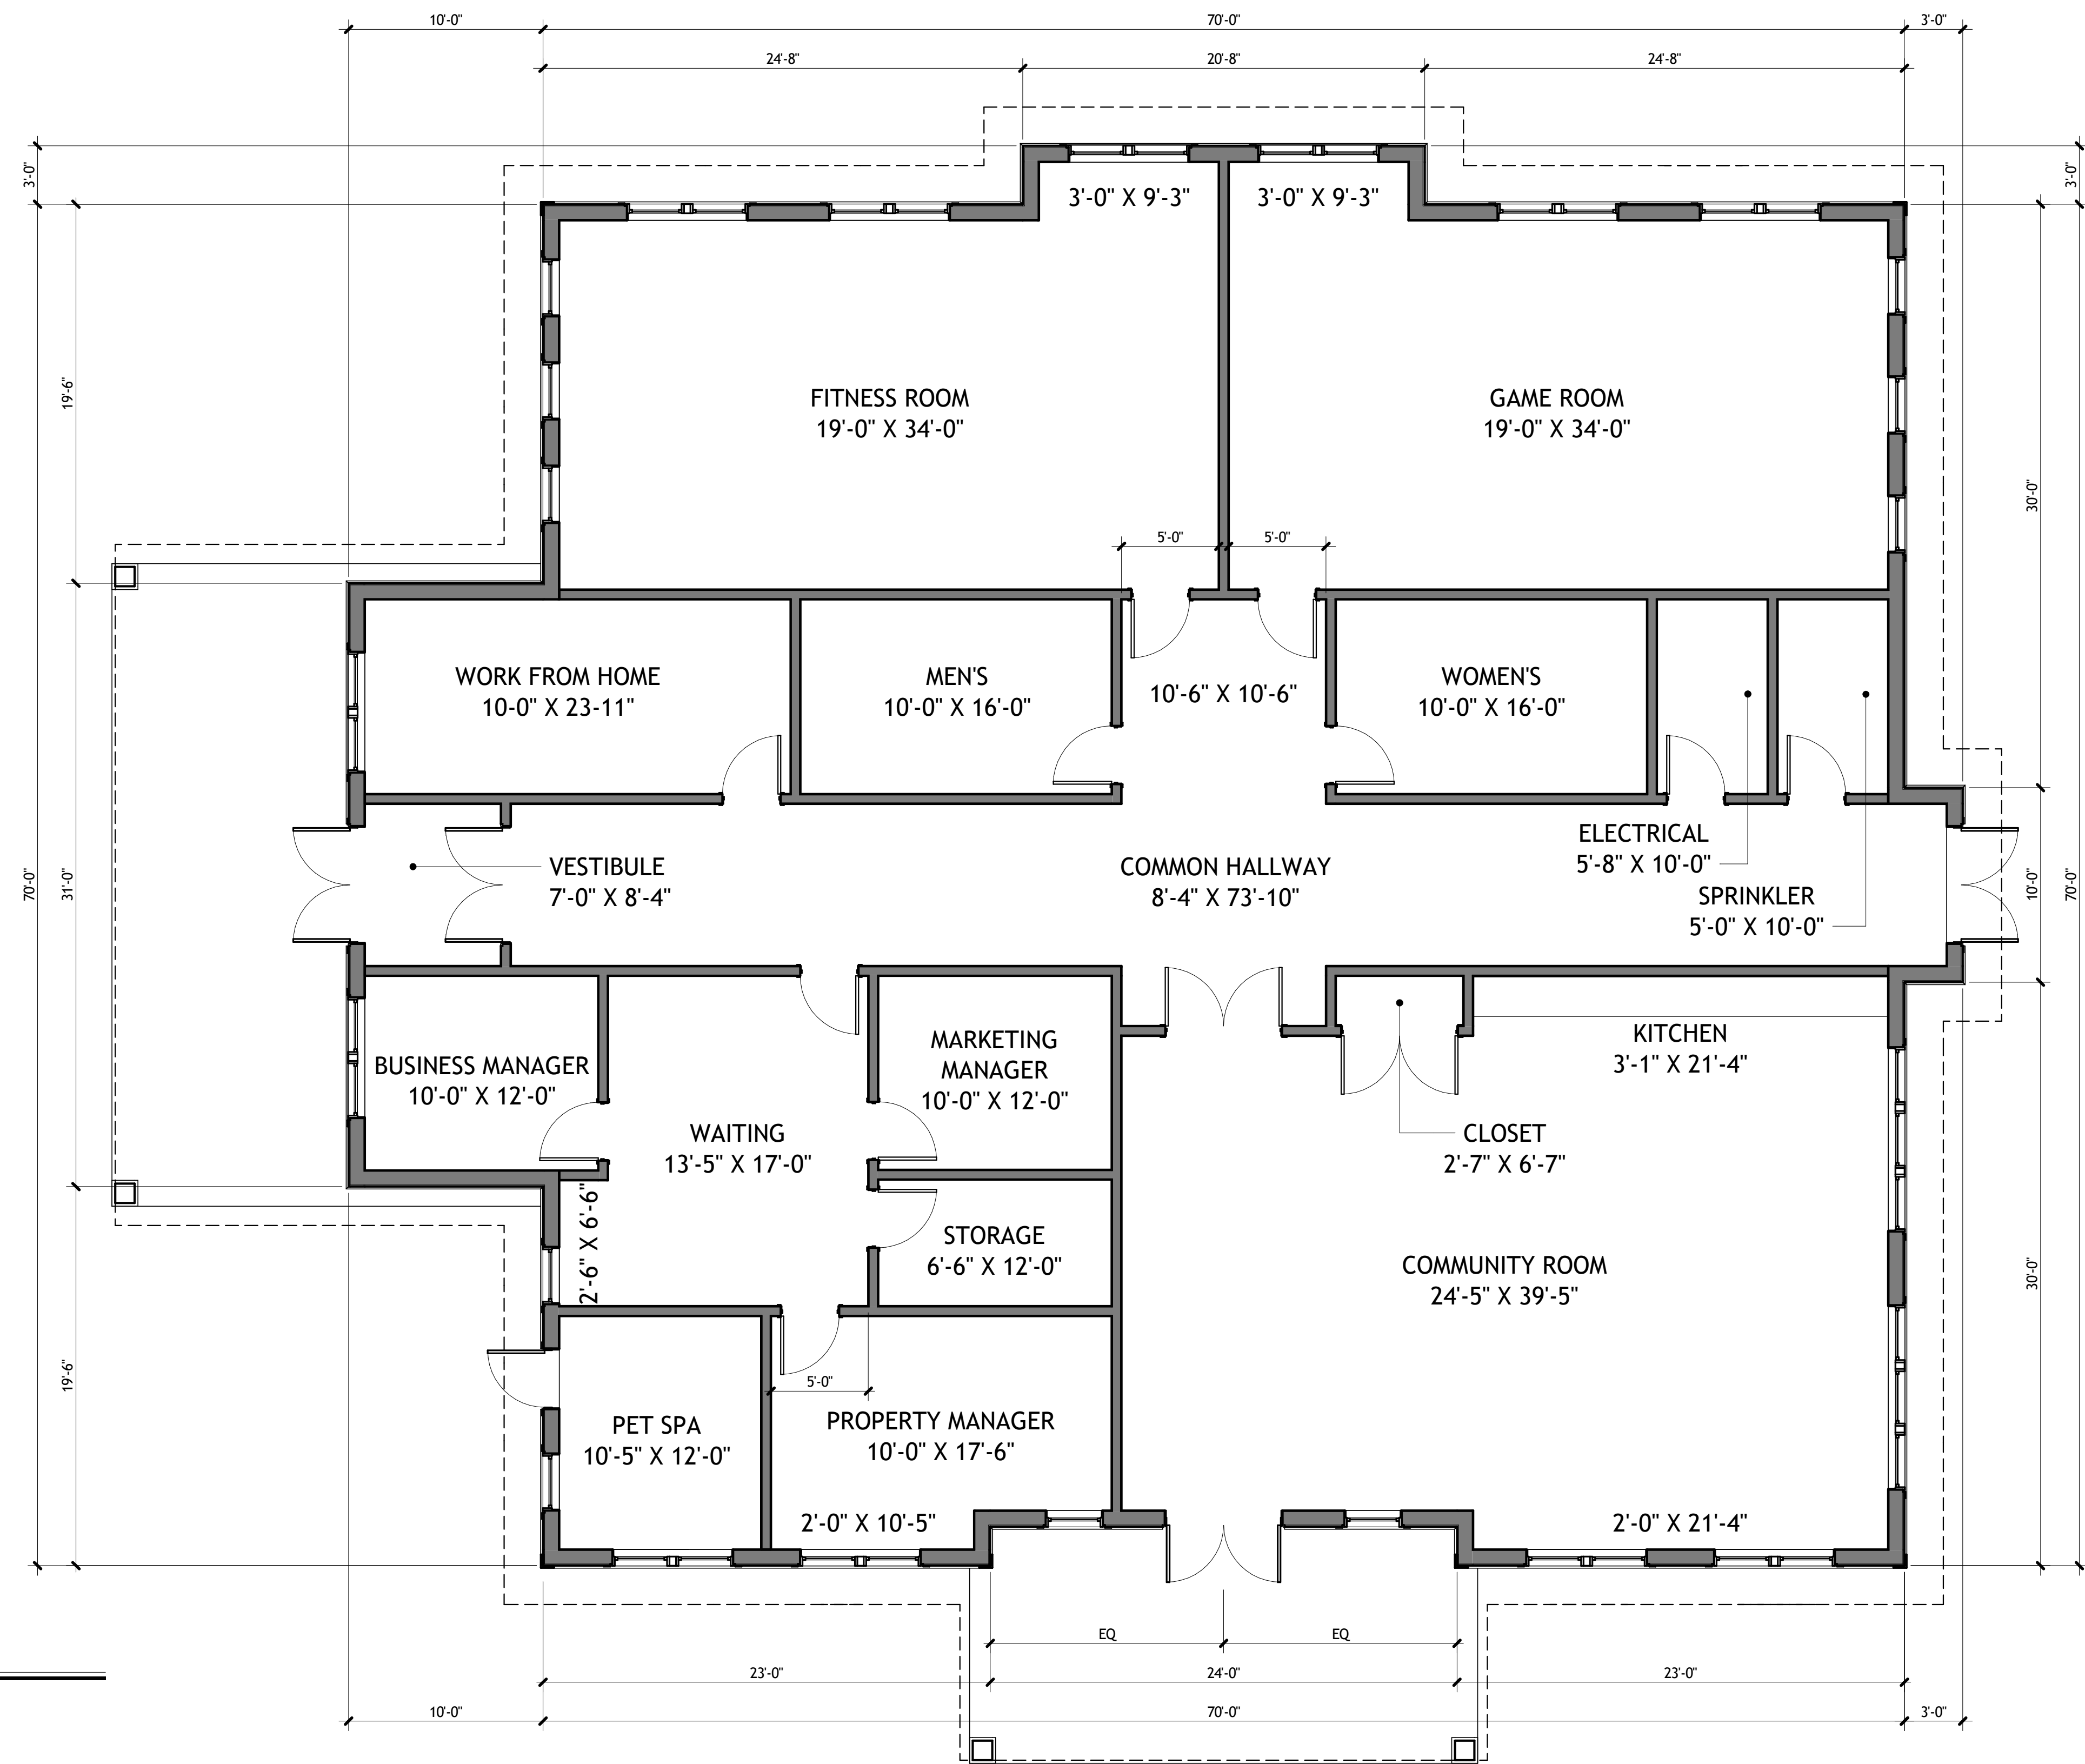 10'-0"
70'-0"
3'-0"
24'-8"
20'-8"
24'-8"
3'-0"
3'-0"
3'-0" X 9'-3"
3'-0" X 9'-3"
19'-6"
FITNESS ROOM
19'-0" X 34'-0"
GAME ROOM
19'-0" X 34'-0"
30'-0"
5'-0"
5'-0"
WORK FROM HOME
10-0" X 23-11"
MEN'S
10'-0" X 16'-0"
10'-6" X 10'-6"
WOMEN'S
10'-0" X 16'-0"
ELECTRICAL
5'-8" X 10'-0"
VESTIBULE
7'-0" X 8'-4"
COMMON HALLWAY
8'-4" X 73'-10"
SPRINKLER
5'-0" X 10'-0"
70'-0"
31'-0"
10'-0"
70'-0"
BUSINESS MANAGER
10'-0" X 12'-0"
MARKETING
MANAGER
10'-0" X 12'-0"
KITCHEN
3'-1" X 21'-4"
WAITING
13'-5" X 17'-0"
CLOSET
2'-7" X 6'-7"
2'-6" X 6'-6"
STORAGE
6'-6" X 12'-0"
COMMUNITY ROOM
24'-5" X 39'-5"
30'-0"
19'-6"
5'-0"
PET SPA
10'-5" X 12'-0"
PROPERTY MANAGER
10'-0" X 17'-6"
2'-0" X 10'-5"
2'-0" X 21'-4"
EQ
EQ
23'-0"
24'-0"
23'-0"
10'-0"
70'-0"
3'-0"